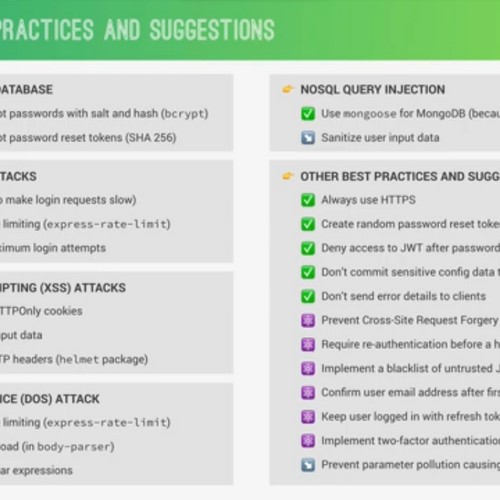 PRACTICES AND SUGGESTIONS
DATABASE
pt passwords with salt and hash (bcrypt)
pt password reset tokens (SHA 256)
TACKS
o make login requests slow)
limiting (express-rate-limit)
ximum login attempts
IPTING (XSS) ATTACKS
TTPOnly cookies
put data
TP headers (helmet package)
ICE (DOS) ATTACK
limiting (express-rate-limit)
oad (in body-parser)
ar expressions
NOSQL QUERY INJECTION
Use mongoose for MongoDB (becau
Sanitize user input data
OTHER BEST PRACTICES AND SUGG
Always use HTTPS
Create random password reset toke
Deny access to JWT after password
Don't commit sensitive config data t
Don't send error details to clients
Prevent Cross-Site Request Forgery
Require re-authentication before a h
Implement a blacklist of untrusted J
Confirm user email address after firs
Keep user logged in with refresh tok
Implement two-factor authentication
Prevent parameter pollution causing